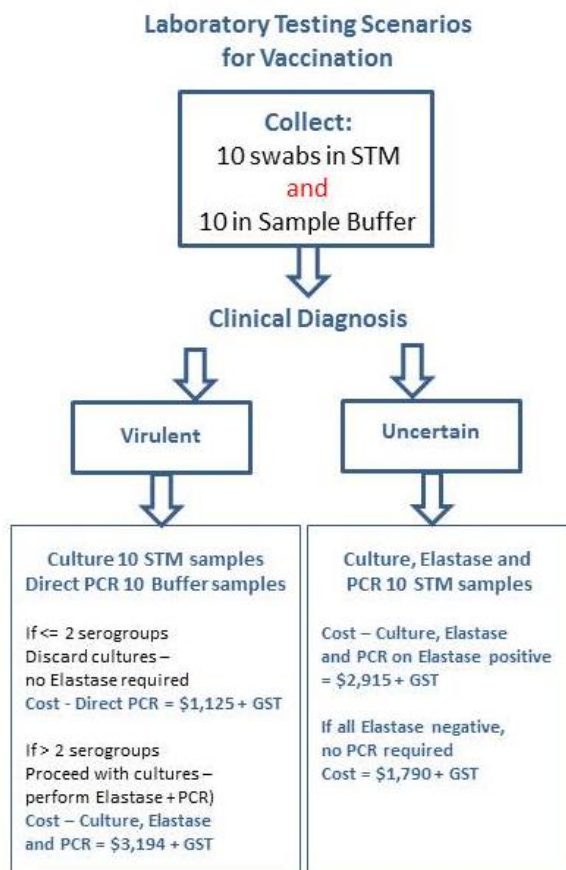 Laboratory Testing Scenarios
for Vaccination
Collect:
10 swabs in STM
and
10 in Sample Buffer
Clinical Diagnosis
Virulent
Uncertain
Culture 10 STM samples
Direct PCR 10 Buffer samples
If <= 2 serogroups
Discard cultures –
no Elastase required
Cost - Direct PCR = $1,125 + GST
If > 2 serogroups
Proceed with cultures –
perform Elastase + PCR)
Cost – Culture, Elastase
and PCR = $3,194 + GST
Culture, Elastase and
PCR 10 STM samples
Cost – Culture, Elastase
and PCR on Elastase positive
= $2,915 + GST
If all Elastase negative,
no PCR required
Cost = $1,790 + GST